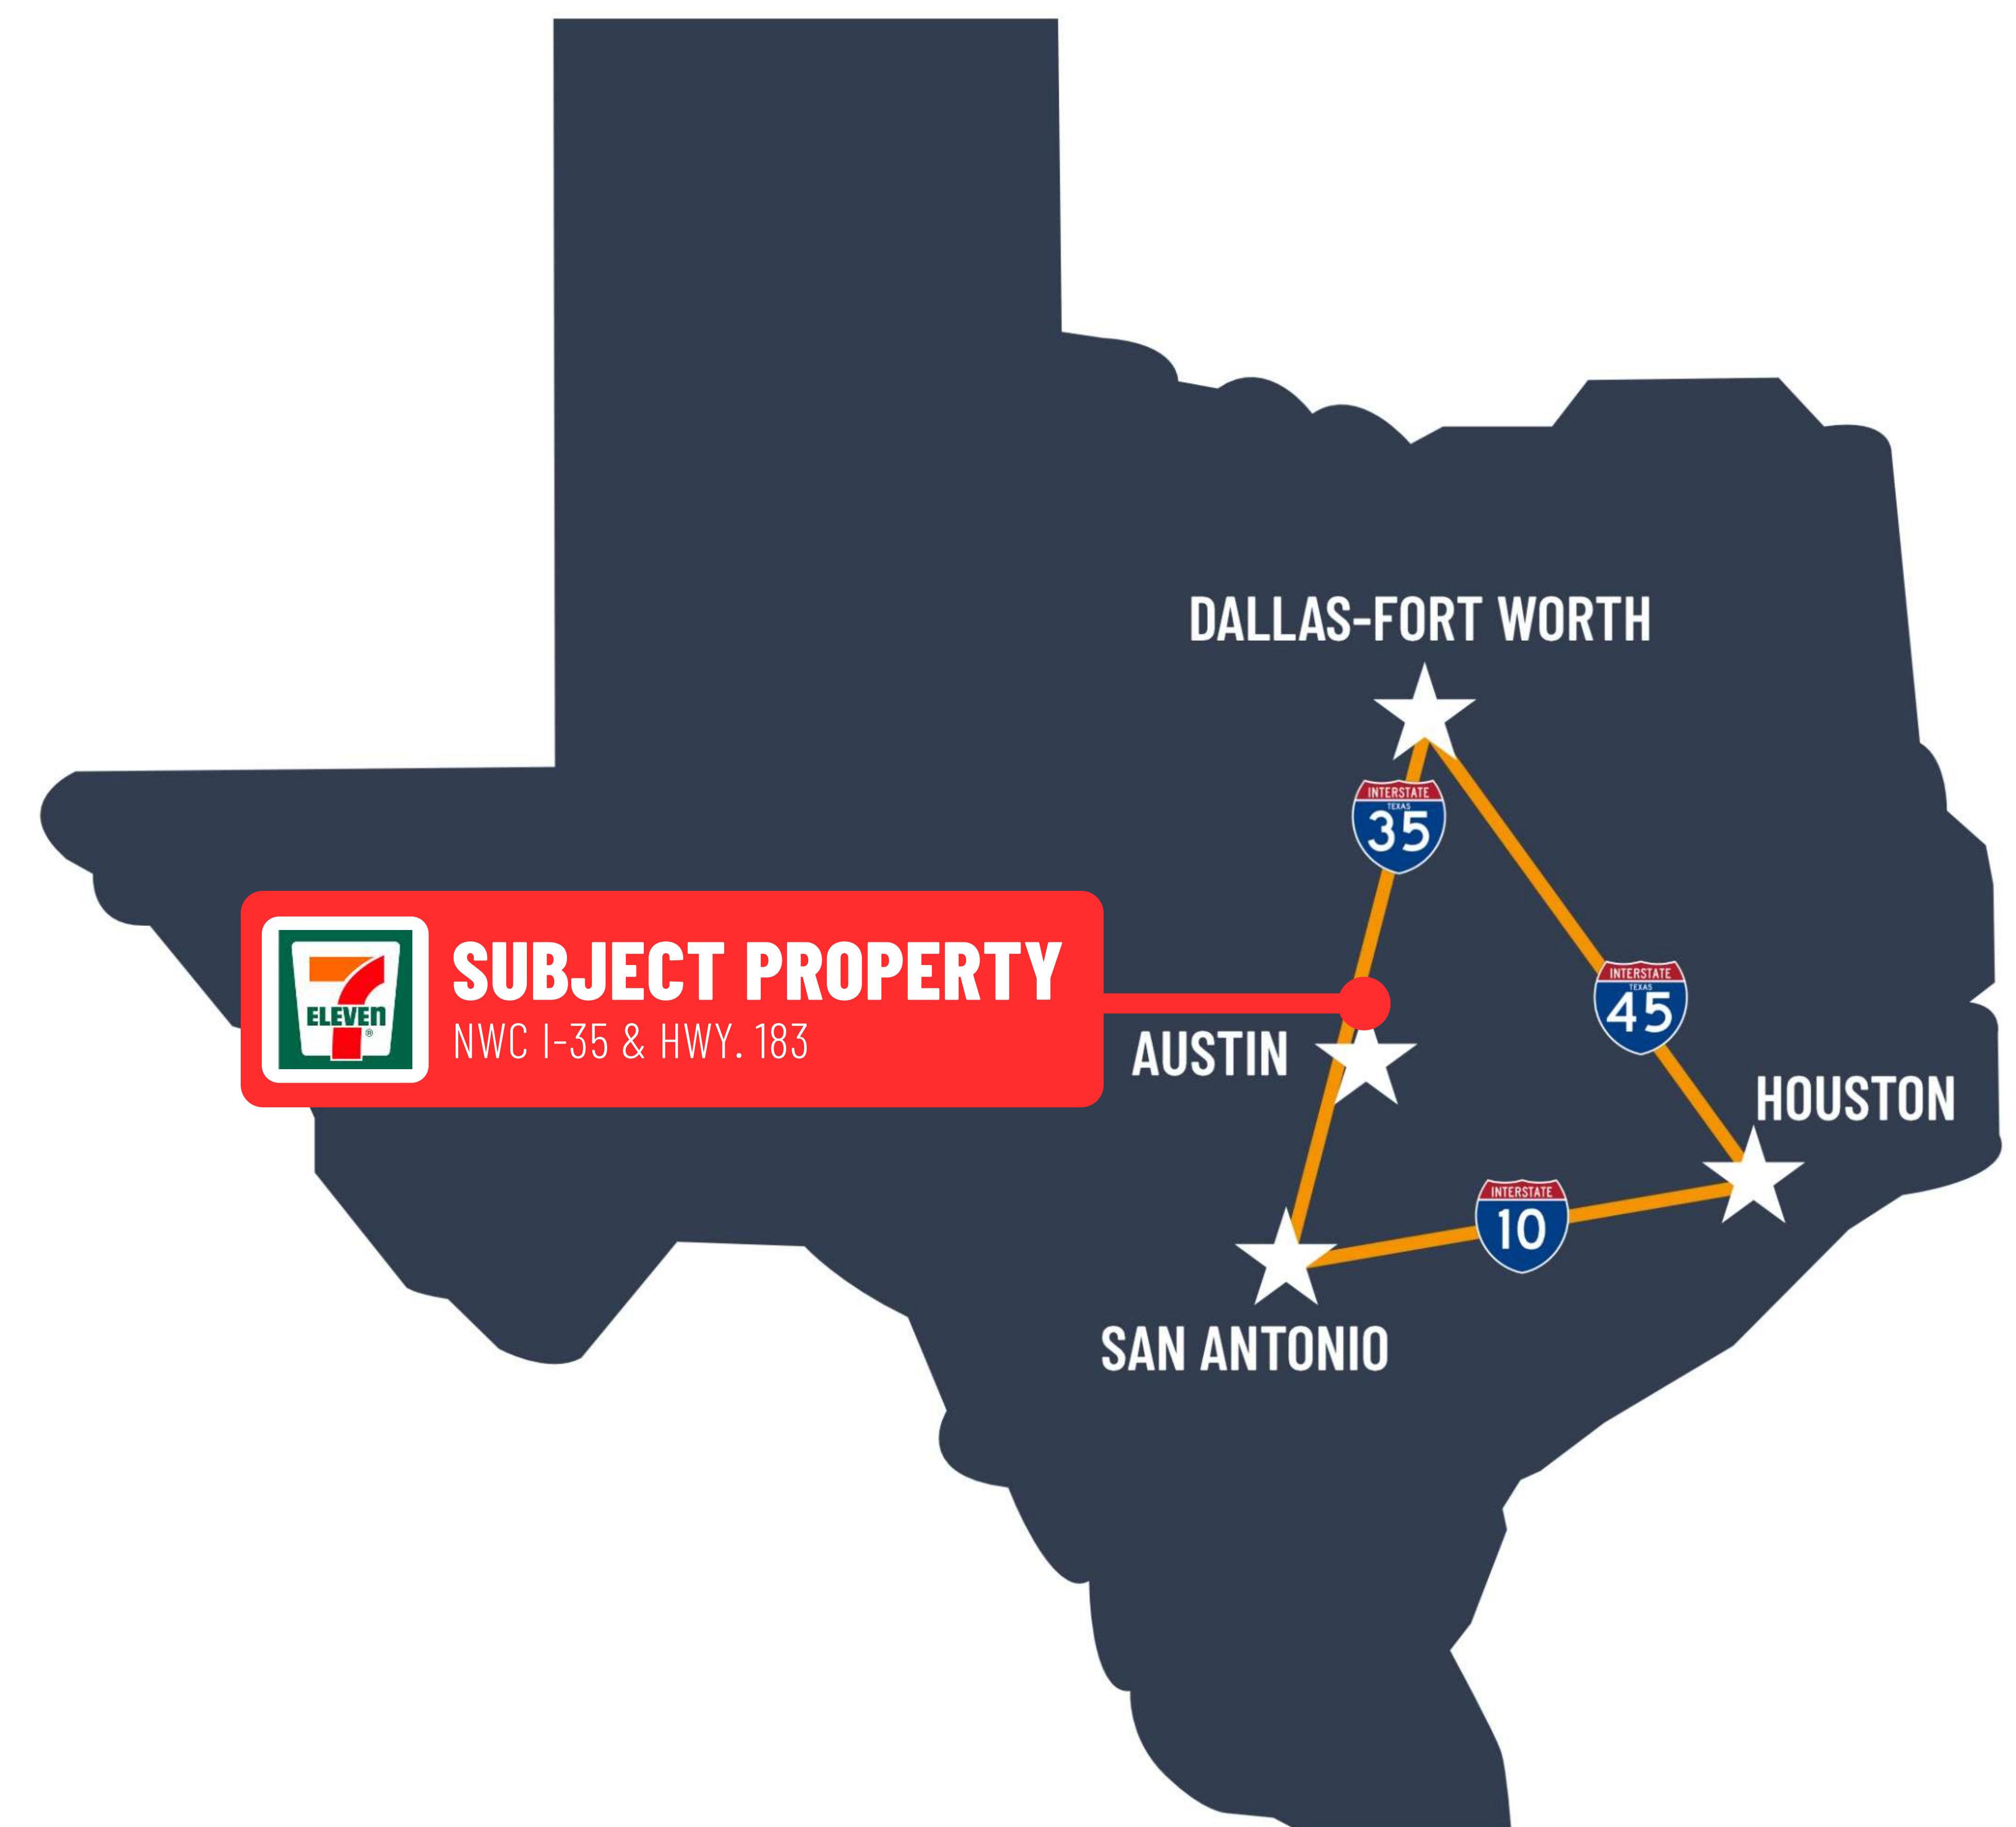 DALLAS-FORT WORTH
INTERSTATE
TEXAS
35
SUBJECT PROPERTY
NWC I-35 & HWY. 183
7
ELEVEn
®
INTERSTATE
TEXAS
45
AUSTIN
HOUSTON
INTERSTATE
10
SAN ANTONIO